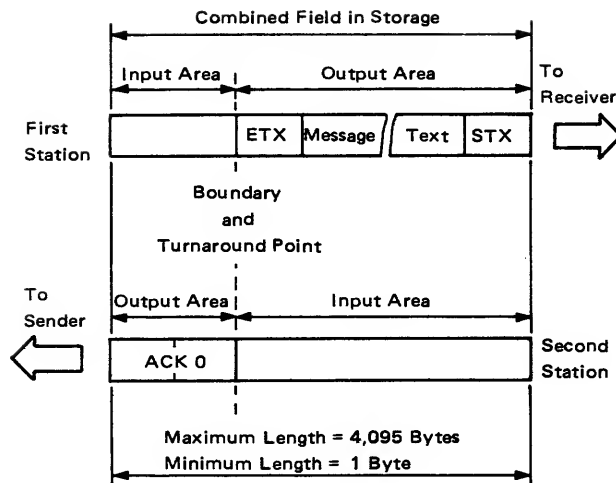 Combined Field in Storage
Input Area
Output Area
To
Receiver
First
Station
ETX
Message
Text
STX
Boundary
and
Turnaround Point
To
Sender
Output Area
Input Area
ACK 0
Second
Station
Maximum Length = 4,095 Bytes
Minimum Length = 1 Byte